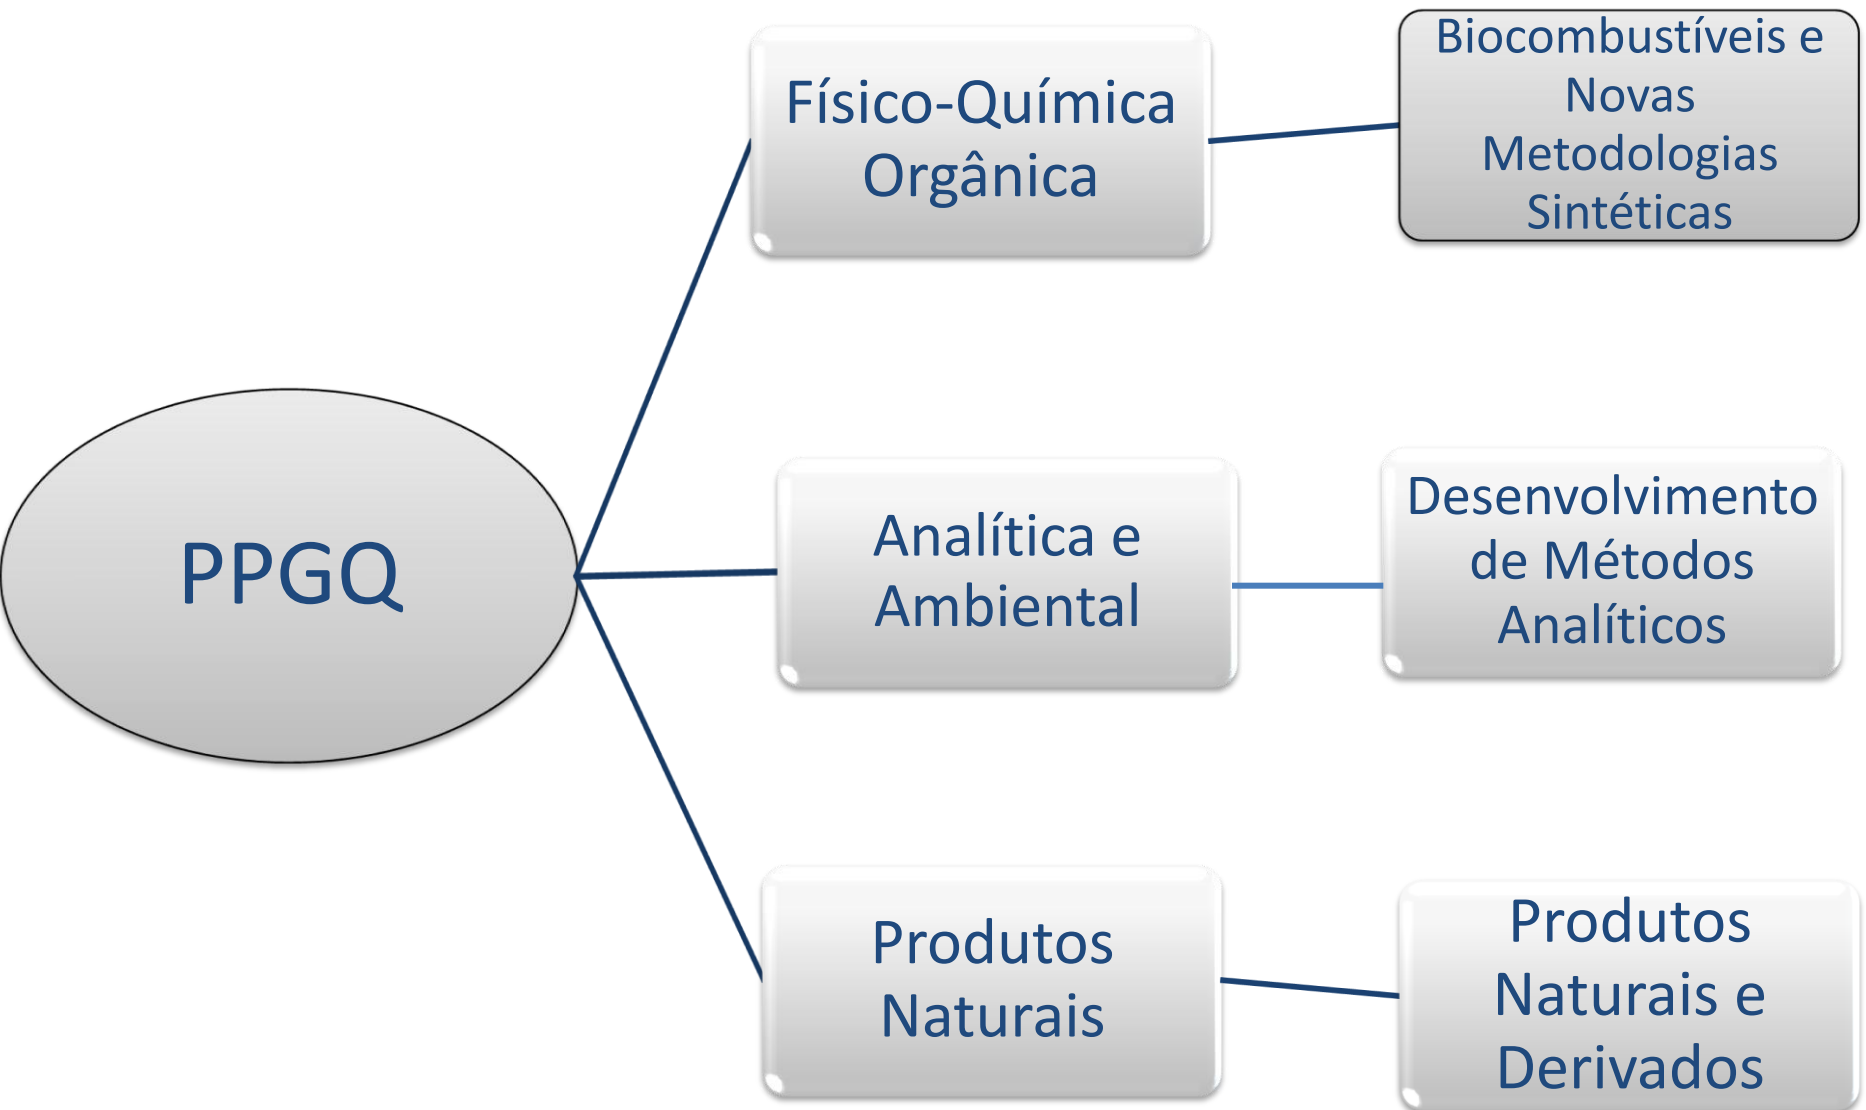 PPGQ
Físico-Química
Orgânica
Biocombustíveis e
Novas
Metodologias
Sintéticas
Analítica e
Ambiental
Desenvolvimento
de Métodos
Analíticos
Produtos
Naturais
Produtos
Naturais e
Derivados